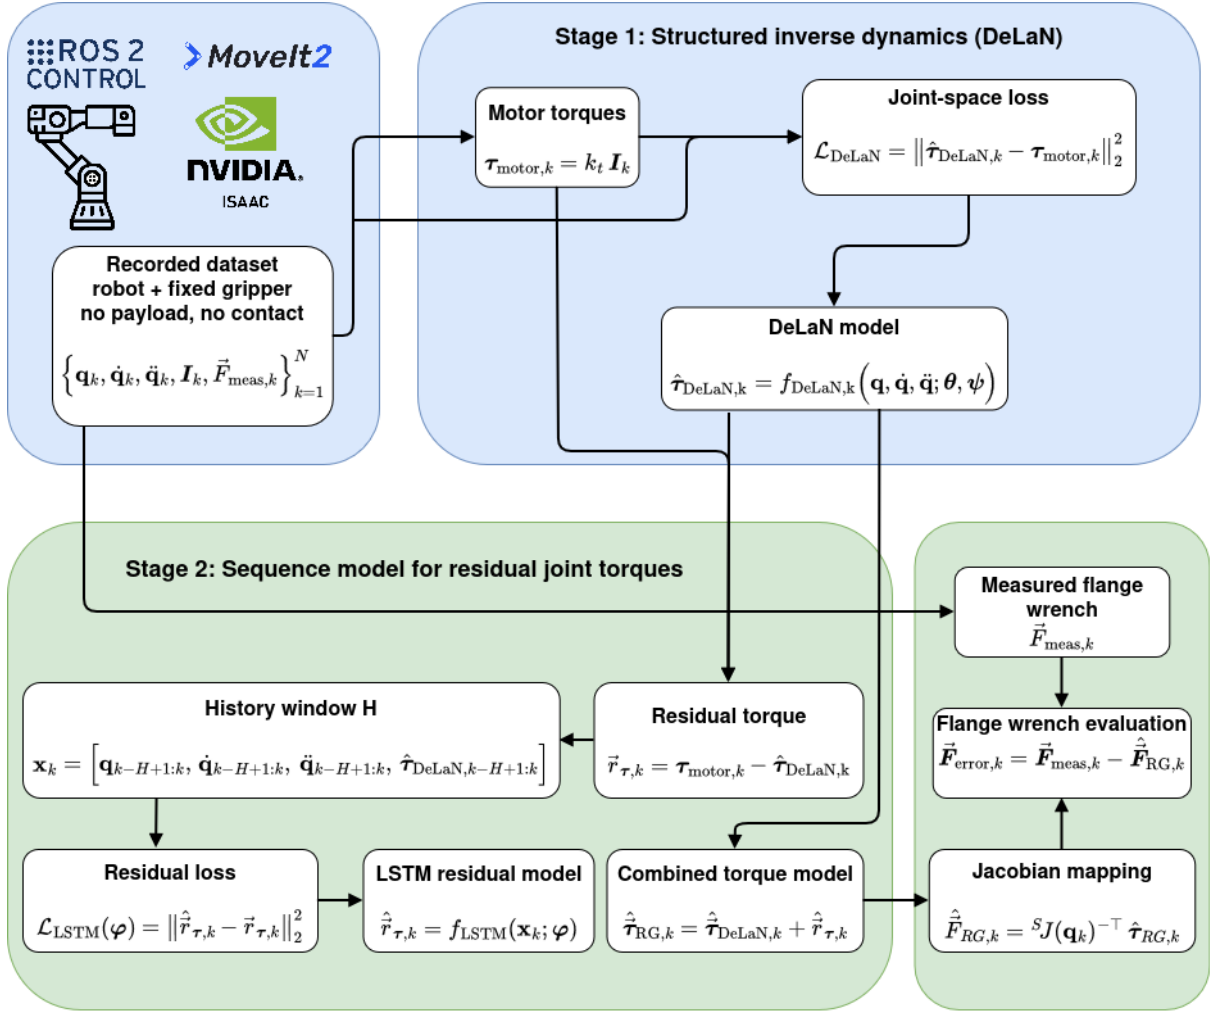 ROS 2
CONTROL
MoveIt2
NVIDIA.
ISAAC
Recorded dataset
robot + fixed gripper
no payload, no contact
{q_k, q̇_k, q̈_k, I_k, F⃗_meas,k}^N_k=1
Stage 1: Structured inverse dynamics (DeLaN)
Motor torques
τ_motor,k = k_t I_k
Joint-space loss
ℒ_DeLaN = ‖τ̂_DeLaN,k − τ_motor,k‖²₂
DeLaN model
τ̂_DeLaN,k = f_DeLaN,k(q, q̇, q̈; θ, ψ)
Stage 2: Sequence model for residual joint torques
History window H
x_k = [q_k−H+1:k, q̇_k−H+1:k, q̈_k−H+1:k, τ̂_DeLaN,k−H+1:k]
Residual torque
r⃗_τ,k = τ_motor,k − τ̂_DeLaN,k
Residual loss
ℒ_LSTM(φ) = ‖r⃗̂_τ,k − r⃗_τ,k‖²₂
LSTM residual model
r⃗̂_τ,k = f_LSTM(x_k; φ)
Combined torque model
τ⃗̂_RG,k = τ⃗̂_DeLaN,k + r⃗̂_τ,k
Measured flange
wrench
F⃗_meas,k
Flange wrench evaluation
F⃗_error,k = F⃗_meas,k − F⃗̂_RG,k
Jacobian mapping
F⃗̂_RG,k = ^S J(q_k)^−⊤ τ̂_RG,k